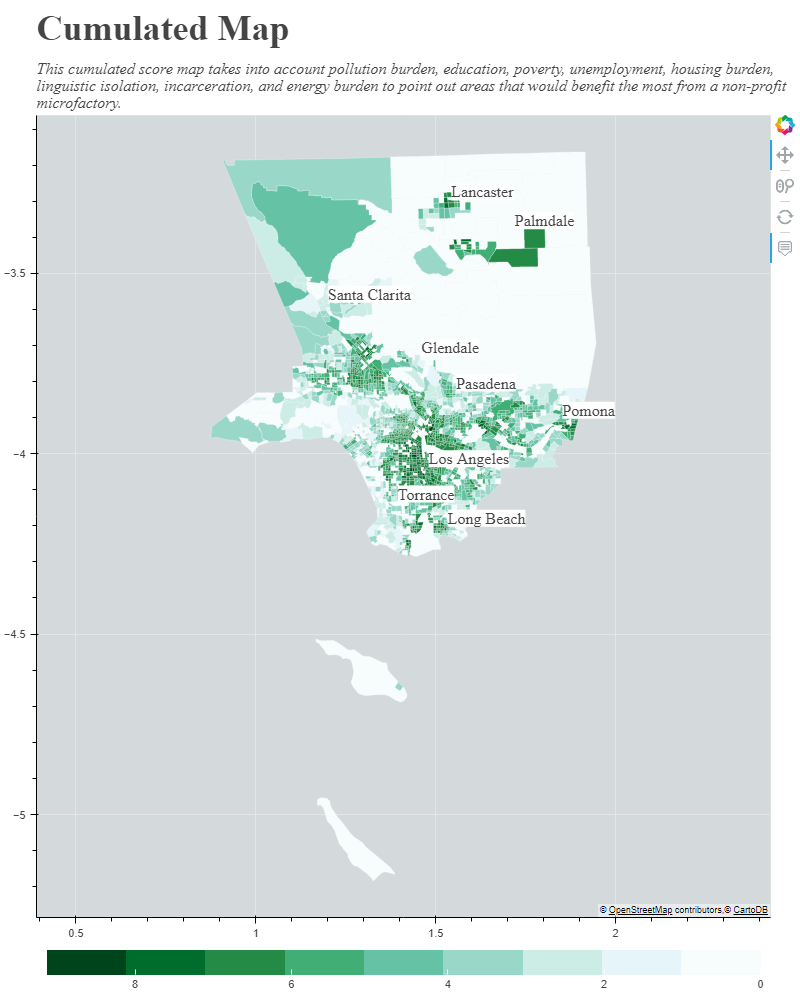 Cumulated Map
This cumulated score map takes into account pollution burden, education, poverty, unemployment, housing burden,
linguistic isolation, incarceration, and energy burden to point out areas that would benefit the most from a non-profit
microfactory.
Lancaster
Palmdale
−3.5
Santa Clarita
Glendale
Pasadena
Pomona
−4
Los Angeles
Torrance
Long Beach
−4.5
−5
© OpenStreetMap contributors,© CartoDB
0.5 1 1.5 2
8 6 4 2 0